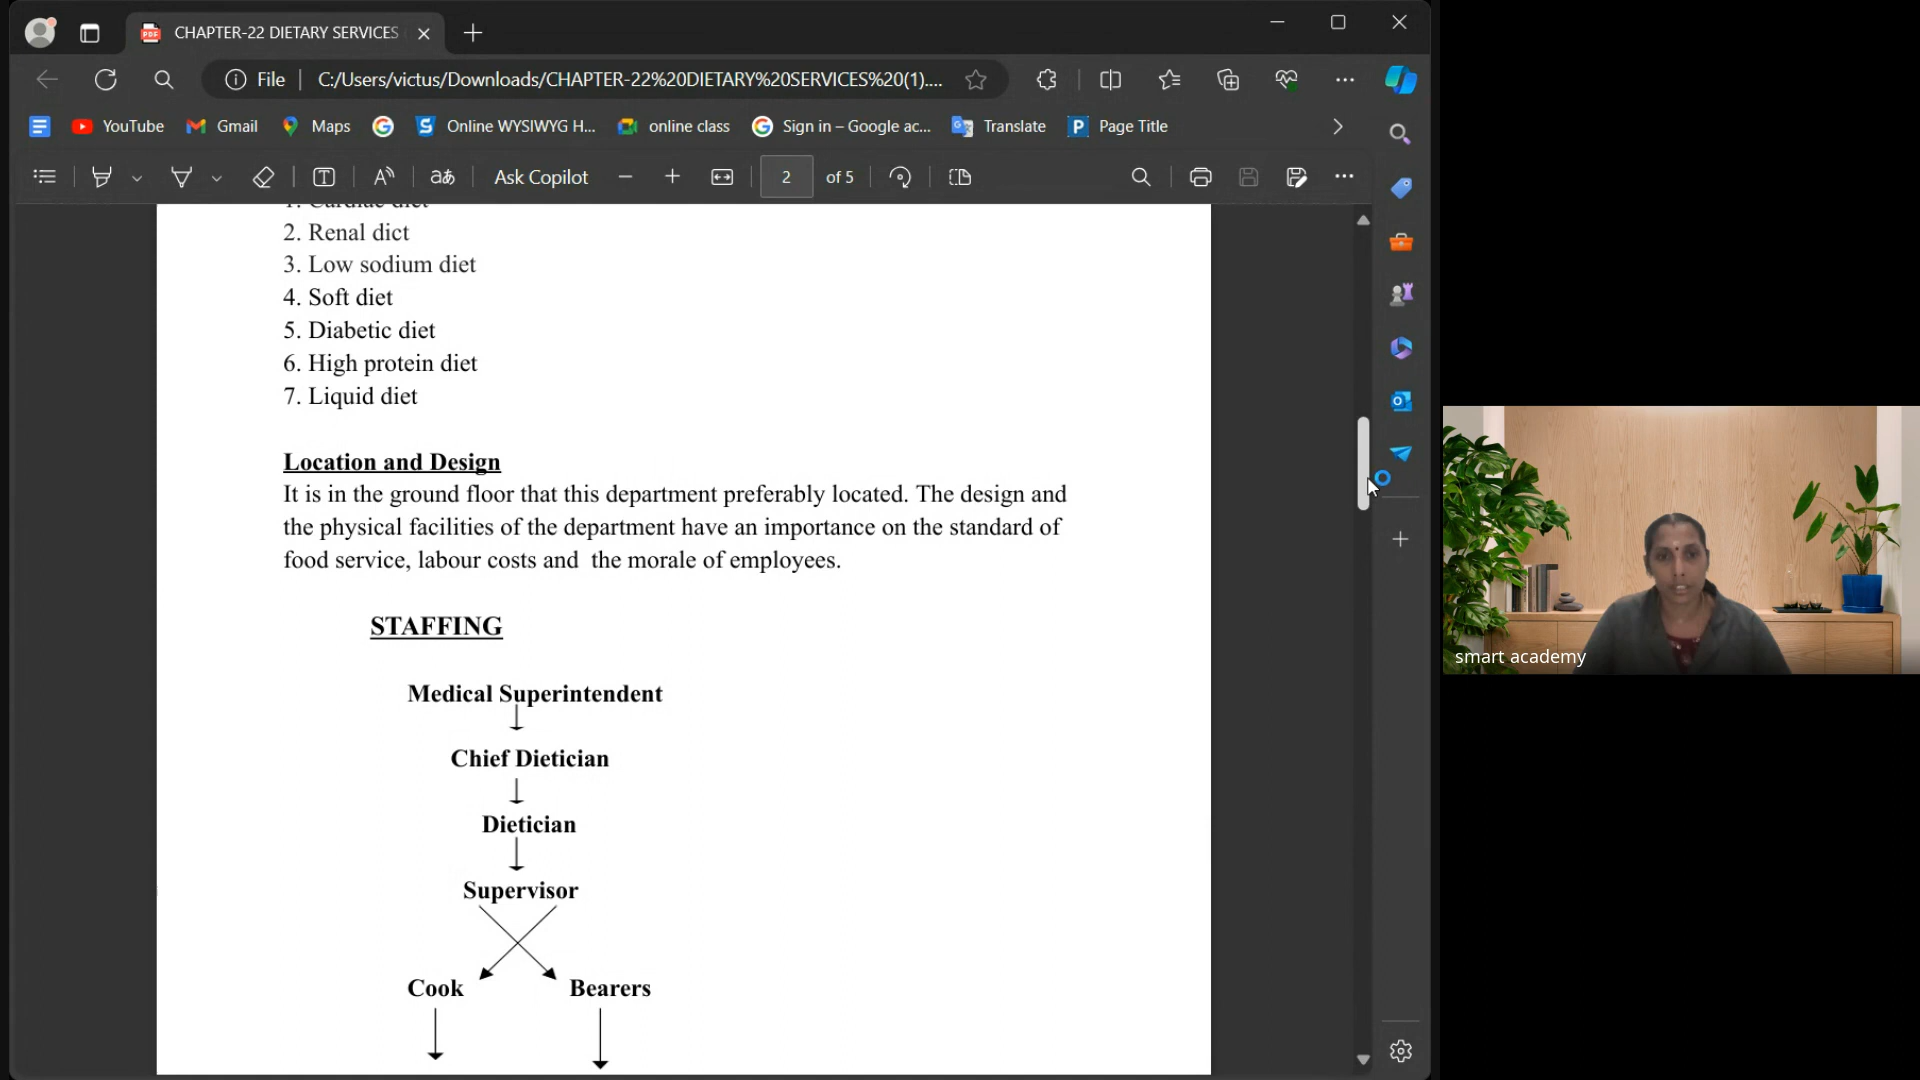 CHAPTER-22 DIETARY SERVICES
File
C:/Users/victus/Downloads/CHAPTER-22%20DIETARY%20SERVICES%20(1)....
YouTube
Gmail
Maps
Online WYSIWYG H...
online class
Sign in – Google ac...
Translate
Page Title
Ask Copilot
2 of 5
1. Cardiac diet
2. Renal dict
3. Low sodium diet
4. Soft diet
5. Diabetic diet
6. High protein diet
7. Liquid diet
Location and Design
It is in the ground floor that this department preferably located. The design and
the physical facilities of the department have an importance on the standard of
food service, labour costs and the morale of employees.
STAFFING
Medical Superintendent
Chief Dietician
Dietician
Supervisor
Cook Bearers
smart academy